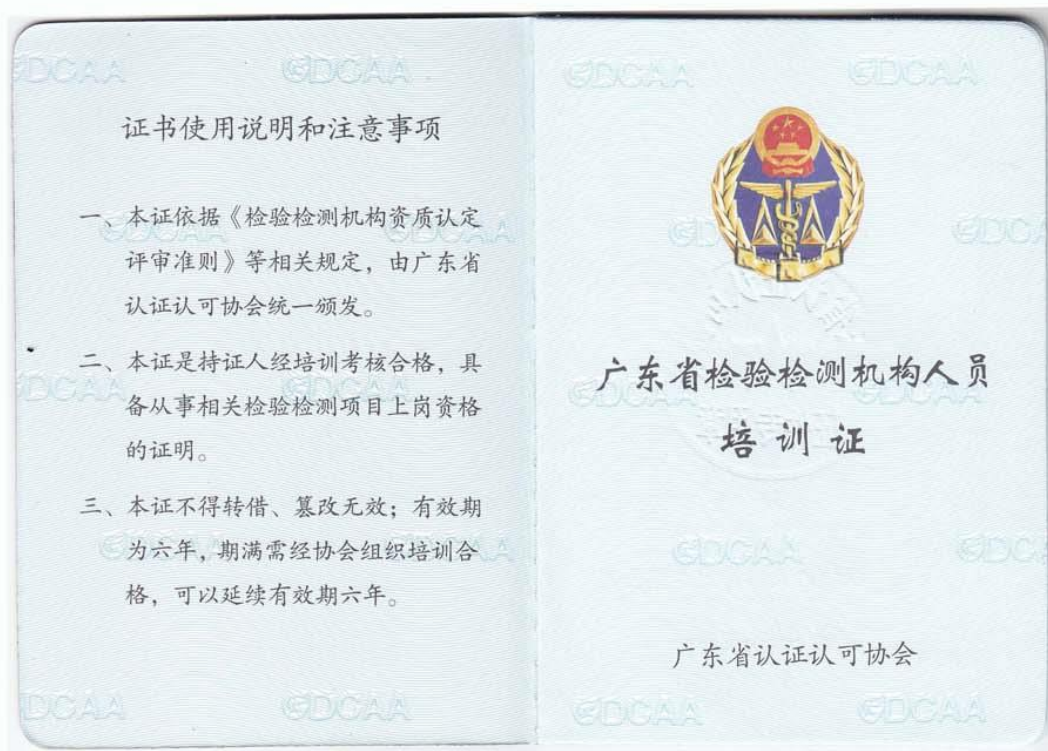 证书使用说明和注意事项
一、本证依据《检验检测机构资质认定
评审准则》等相关规定，由广东省
认证认可协会统一颁发。
二、本证是持证人经培训考核合格，具
备从事相关检验检测项目上岗资格
的证明。
三、本证不得转借、篡改无效；有效期
为六年，期满需经协会组织培训合
格，可以延续有效期六年。
广东省检验检测机构人员
培训证
广东省认证认可协会
GDCAA